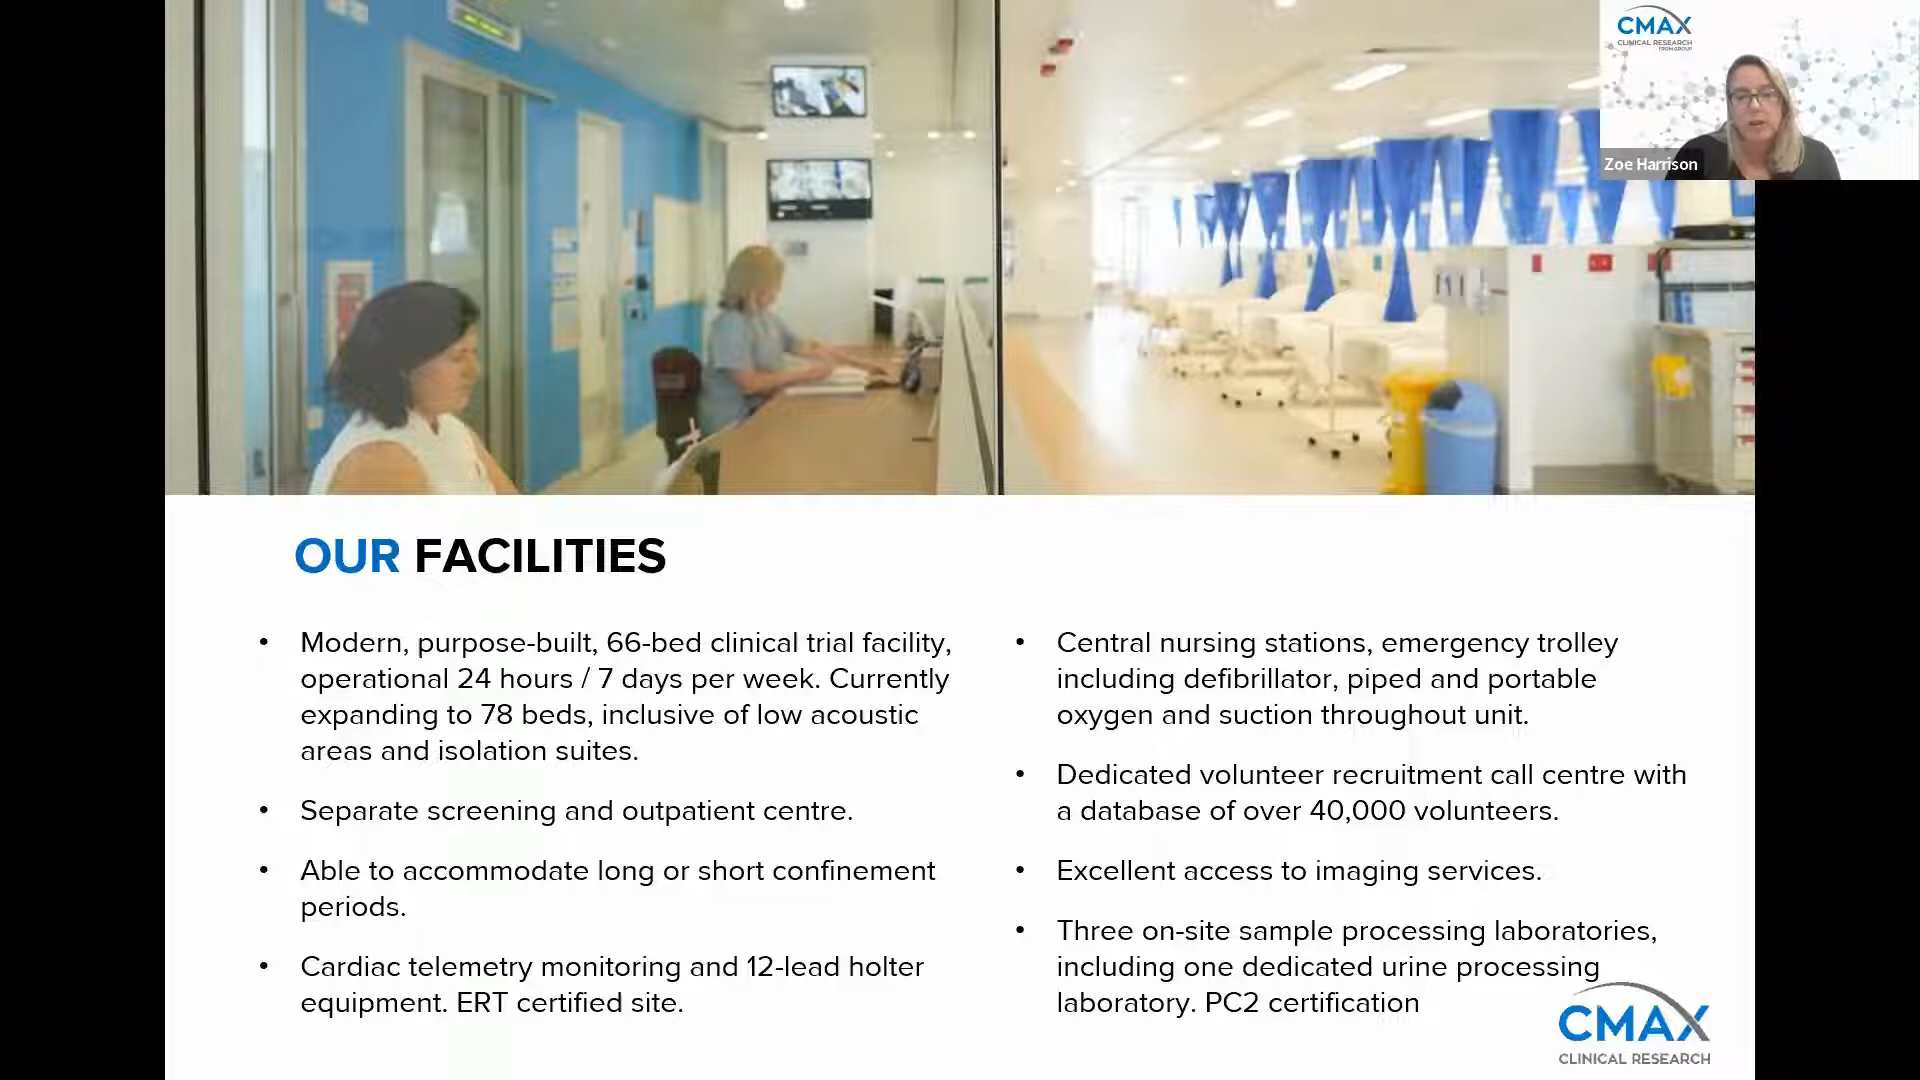 CMAX
CLINICAL RESEARCH
Zoe Harrison
OUR FACILITIES
• Modern, purpose-built, 66-bed clinical trial facility,
operational 24 hours / 7 days per week. Currently
expanding to 78 beds, inclusive of low acoustic
areas and isolation suites.
• Separate screening and outpatient centre.
• Able to accommodate long or short confinement
periods.
• Cardiac telemetry monitoring and 12-lead holter
equipment. ERT certified site.
• Central nursing stations, emergency trolley
including defibrillator, piped and portable
oxygen and suction throughout unit.
• Dedicated volunteer recruitment call centre with
a database of over 40,000 volunteers.
• Excellent access to imaging services.
• Three on-site sample processing laboratories,
including one dedicated urine processing
laboratory. PC2 certification
CMAX
CLINICAL RESEARCH